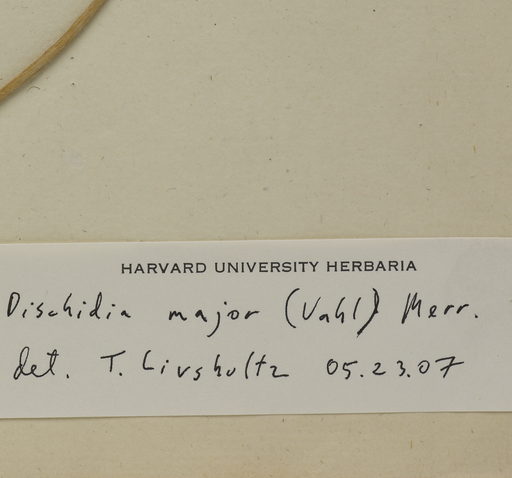 HARVARD UNIVERSITY HERBARIA
Dischidia major (Vahl) Merr.
det. T. Livshultz 05.23.07